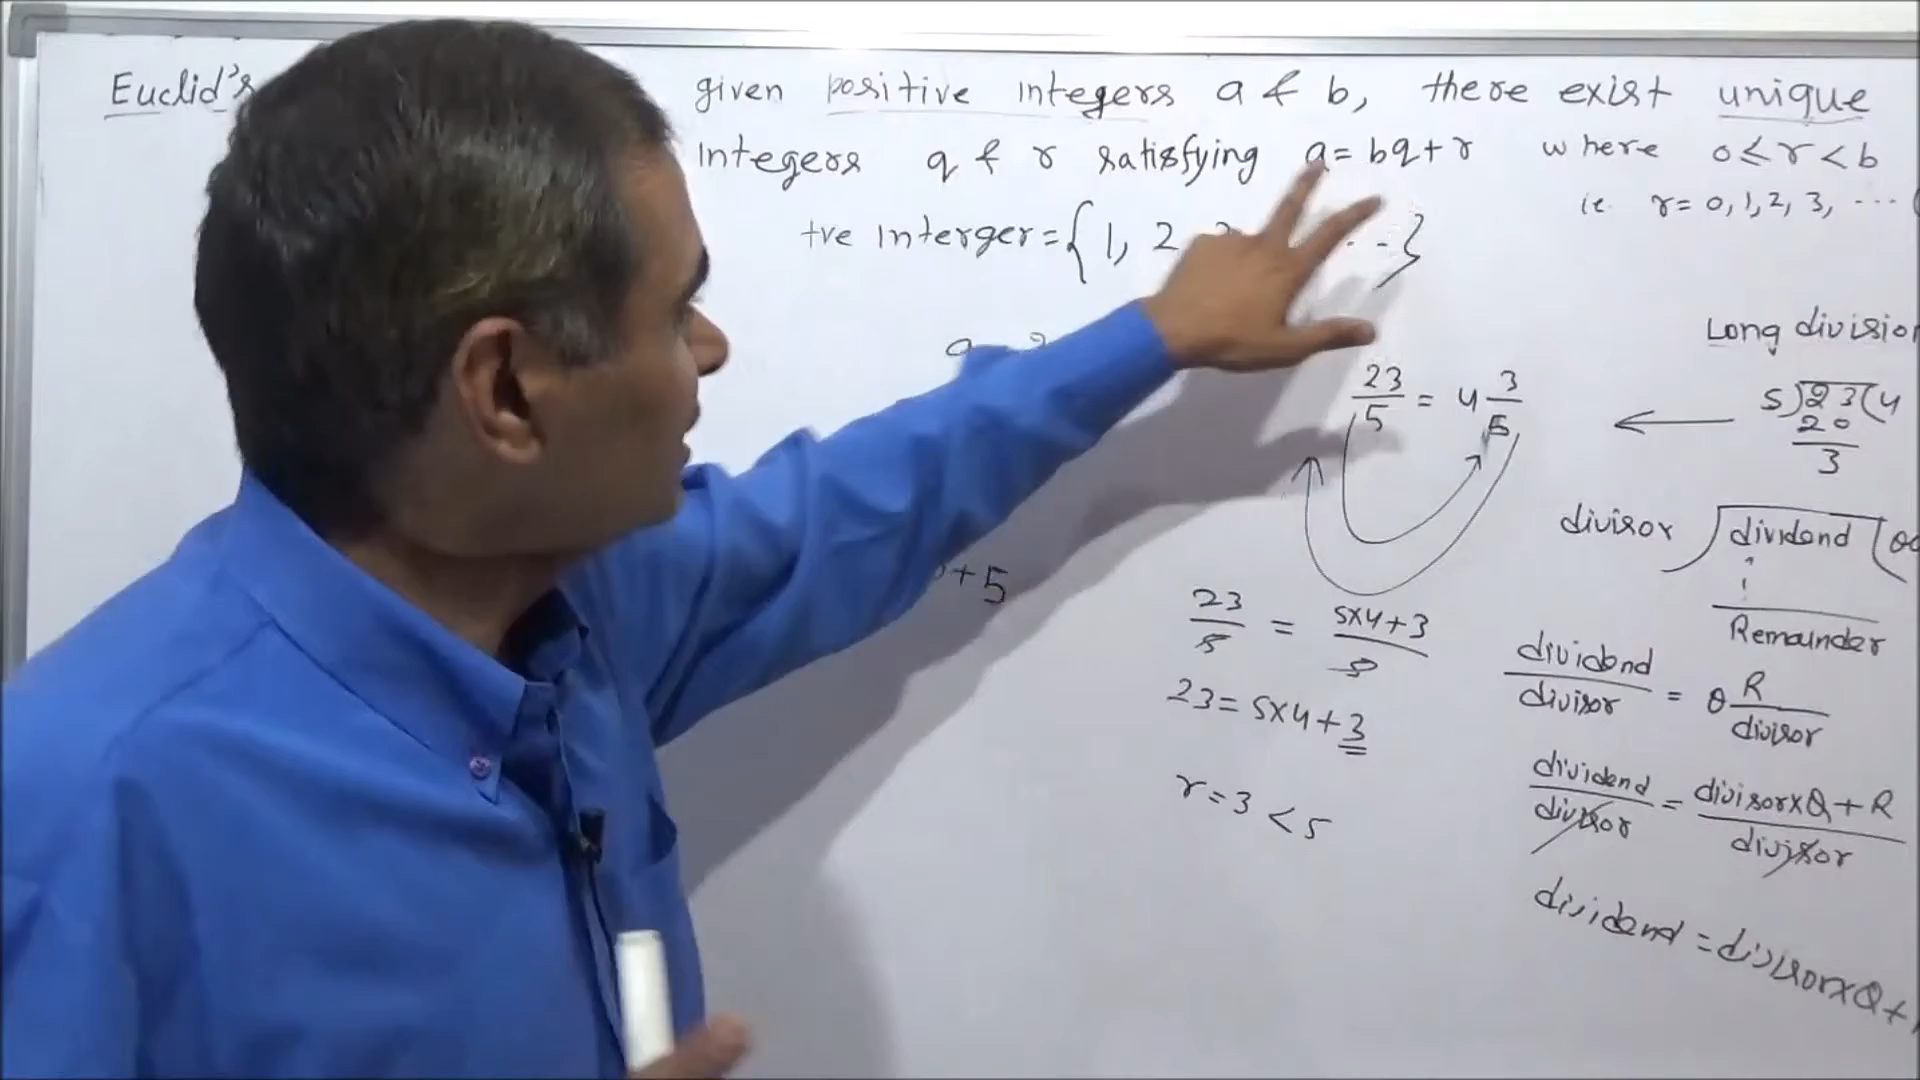 Euclid's given positive integers a & b, there exist unique
Integers q & r satisfying a = bq + r where 0 ≤ r < b
ie. r = 0, 1, 2, 3, ...
+ve Interger = { 1, 2 ... }
Long division
23/5 = 4 3/5
5)23(4
20
3
divisor ) dividend (
Remainder
+5
23/5 = 5x4+3/5
dividend/divisor = Q R/divisor
23 = 5x4+3
dividend/divisor = divisorxQ+R/divisor
r = 3 < 5
dividend = divisorxQ+